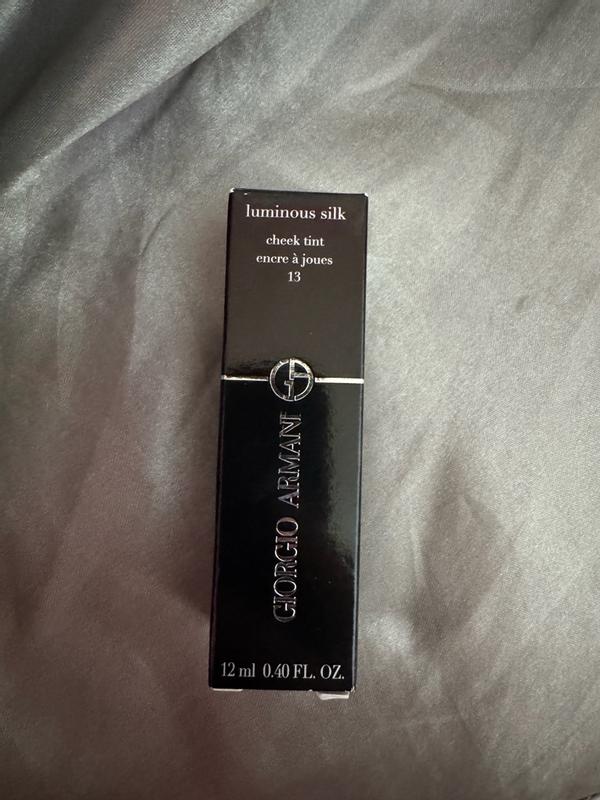 luminous silk
cheek tint
encre à joues
13
GIORGIO ARMANI
12 ml 0.40 FL. OZ.